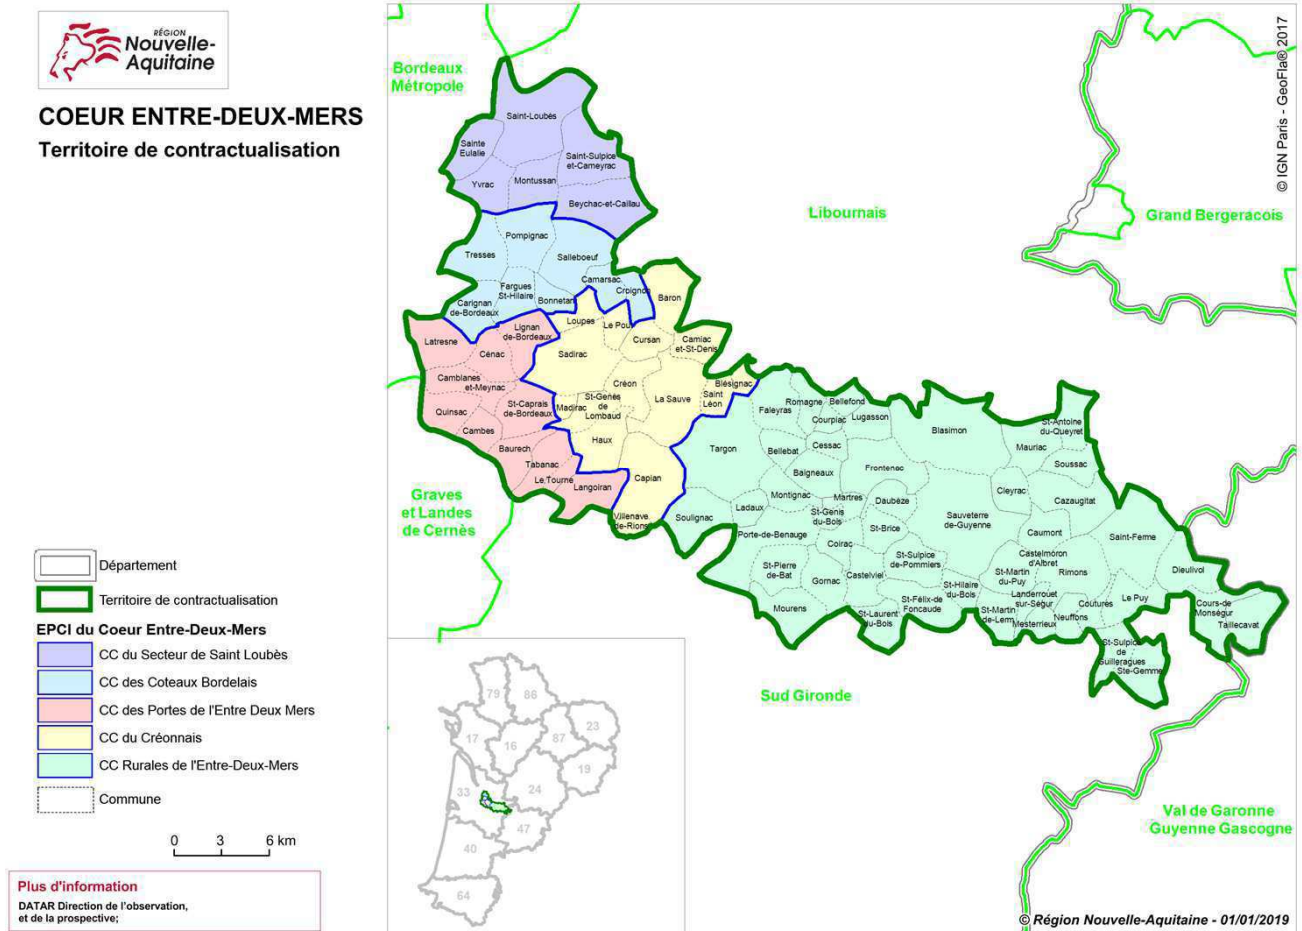 RÉGION
Nouvelle-
Aquitaine
COEUR ENTRE-DEUX-MERS
Territoire de contractualisation
Bordeaux
Métropole
© IGN Paris - GeoFla® 2017
Saint-Loubès
Sainte
Eulalie
Saint-Sulpice
et-Cameyrac
Yvrac
Montussan
Beychac-et-Caillau
Libournais
Grand Bergeracois
Pompignac
Tresses
Salleboeuf
Camarsac
Croignon
Fargues
St-Hilaire
Bonnetan
Carignan
de-Bordeaux
Baron
Lignan
de-Bordeaux
Loupes
Le Pou
Cursan
Camiac
et-St-Denis
Latresne
Cénac
Sadirac
Camblanes
et-Meynac
Créon
Blésignac
Saint
Léon
La Sauve
St-Genès
de
Lombaud
Madirac
St-Caprais
de-Bordeaux
Quinsac
Cambes
Haux
Baurech
Tabanac
Le Tourne
Langoiran
Capian
Villenave
de-Rions
Graves
et Landes
de Cernès
Faleyras
Romagne
Bellefond
Courpiac
Lugasson
Blasimon
St-Antoine
du-Queyret
Mauriac
Targon
Bellebat
Cessac
Soussac
Baigneaux
Frontenac
Cleyrac
Cazaugitat
Montignac
Martres
Daubèze
Ladaux
St-Genis
du-Bois
Soulignac
Sauveterre
de-Guyenne
St-Brice
Porte-de-Benauge
Coirac
Caumont
Saint-Ferme
Castelmoron
d'Albret
St-Pierre
de-Bat
St-Sulpice
de-Pommiers
Gornac
Castelviel
St-Martin
du-Puy
Rimons
Dieulivol
St-Hilaire
du-Bois
Landerrouet
sur-Ségur
Le Puy
Mourens
St-Félix-de
Foncaude
St-Laurent
du-Bois
St-Martin
de-Lerm
Mesterrieux
Neuffons
Coutures
Cours-de
Monségur
Taillecavat
St-Sulpice
de
Guilleragues
Ste-Gemme
Sud Gironde
Val de Garonne
Guyenne Gascogne
Département
Territoire de contractualisation
EPCI du Coeur Entre-Deux-Mers
CC du Secteur de Saint Loubès
CC des Coteaux Bordelais
CC des Portes de l'Entre Deux Mers
CC du Créonnais
CC Rurales de l'Entre-Deux-Mers
Commune
0 3 6 km
79
86
17
16
87
23
19
33
24
47
40
64
Plus d'information
DATAR Direction de l'observation,
et de la prospective;
© Région Nouvelle-Aquitaine - 01/01/2019